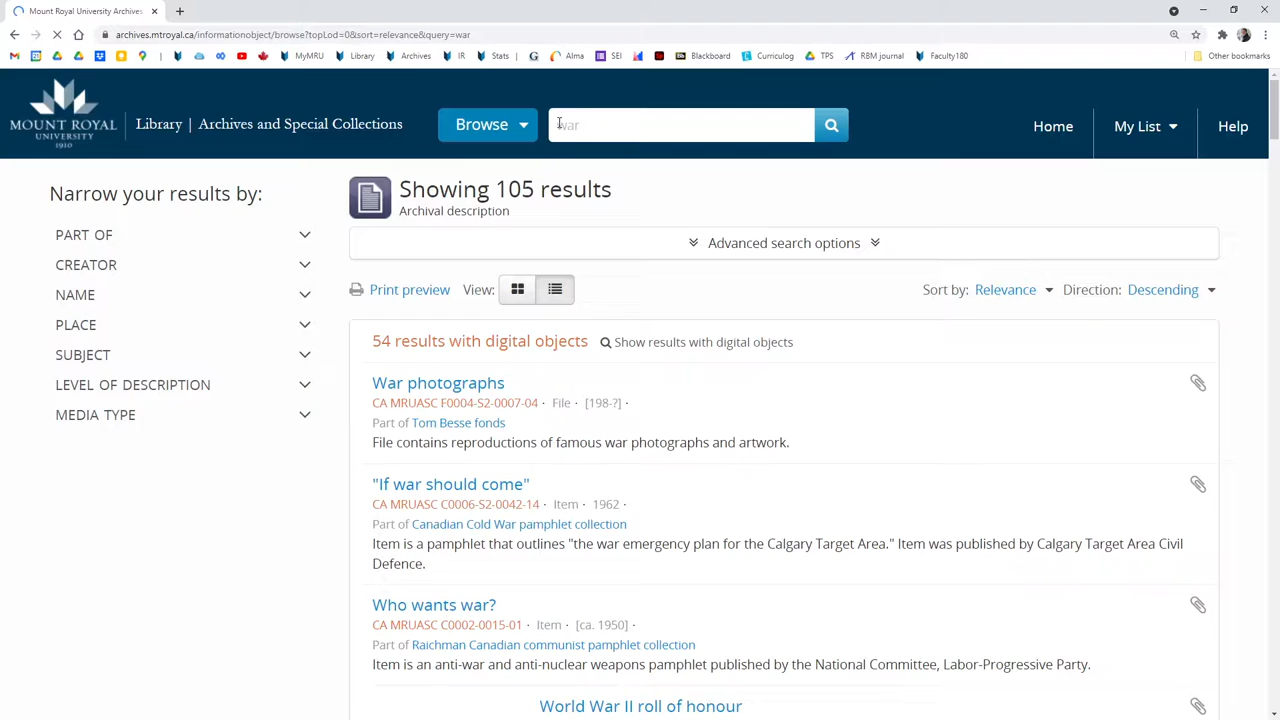 Mount Royal University Archives
archives.mtroyal.ca/informationobject/browse?topLod=0&sort=relevance&query=war
MyMRU Library Archives IR Stats Alma SEI Blackboard Curriculog TPS RBM journal Faculty180 Other bookmarks
MOUNT ROYAL
UNIVERSITY
1910
Library | Archives and Special Collections
Browse
war
Home
My List
Help
Narrow your results by:
PART OF
CREATOR
NAME
PLACE
SUBJECT
LEVEL OF DESCRIPTION
MEDIA TYPE
Showing 105 results
Archival description
Advanced search options
Print preview View:
Sort by: Relevance Direction: Descending
54 results with digital objects Show results with digital objects
War photographs
CA MRUASC F0004-S2-0007-04 · File · [198-?] ·
Part of Tom Besse fonds
File contains reproductions of famous war photographs and artwork.
"If war should come"
CA MRUASC C0006-S2-0042-14 · Item · 1962 ·
Part of Canadian Cold War pamphlet collection
Item is a pamphlet that outlines "the war emergency plan for the Calgary Target Area." Item was published by Calgary Target Area Civil
Defence.
Who wants war?
CA MRUASC C0002-0015-01 · Item · [ca. 1950] ·
Part of Raichman Canadian communist pamphlet collection
Item is an anti-war and anti-nuclear weapons pamphlet published by the National Committee, Labor-Progressive Party.
World War II roll of honour